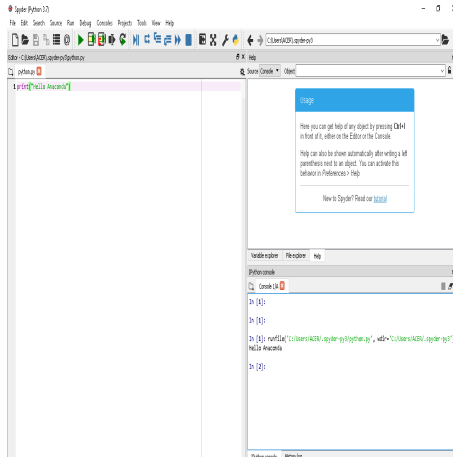 Spyder (Python 3.7)
File Edit Search Source Run Debug Consoles Projects Tools View Help
C:\Users\ACER\.spyder-py3
Editor - C:\Users\ACER\.spyder-py3\python.py
Help
python.py
Source Console Object
1 print("Hello Anaconda")
Usage
Here you can get help of any object by pressing Ctrl+I
in front of it, either on the Editor or the Console.
Help can also be shown automatically after writing a left
parenthesis next to an object. You can activate this
behavior in Preferences > Help.
New to Spyder? Read our tutorial
Variable explorer File explorer Help
IPython console
Console 1/A
In [1]:
In [1]:
In [1]: runfile('C:/Users/ACER/.spyder-py3/python.py', wdir='C:/Users/ACER/.spyder-py3')
Hello Anaconda
In [2]:
IPython console History log